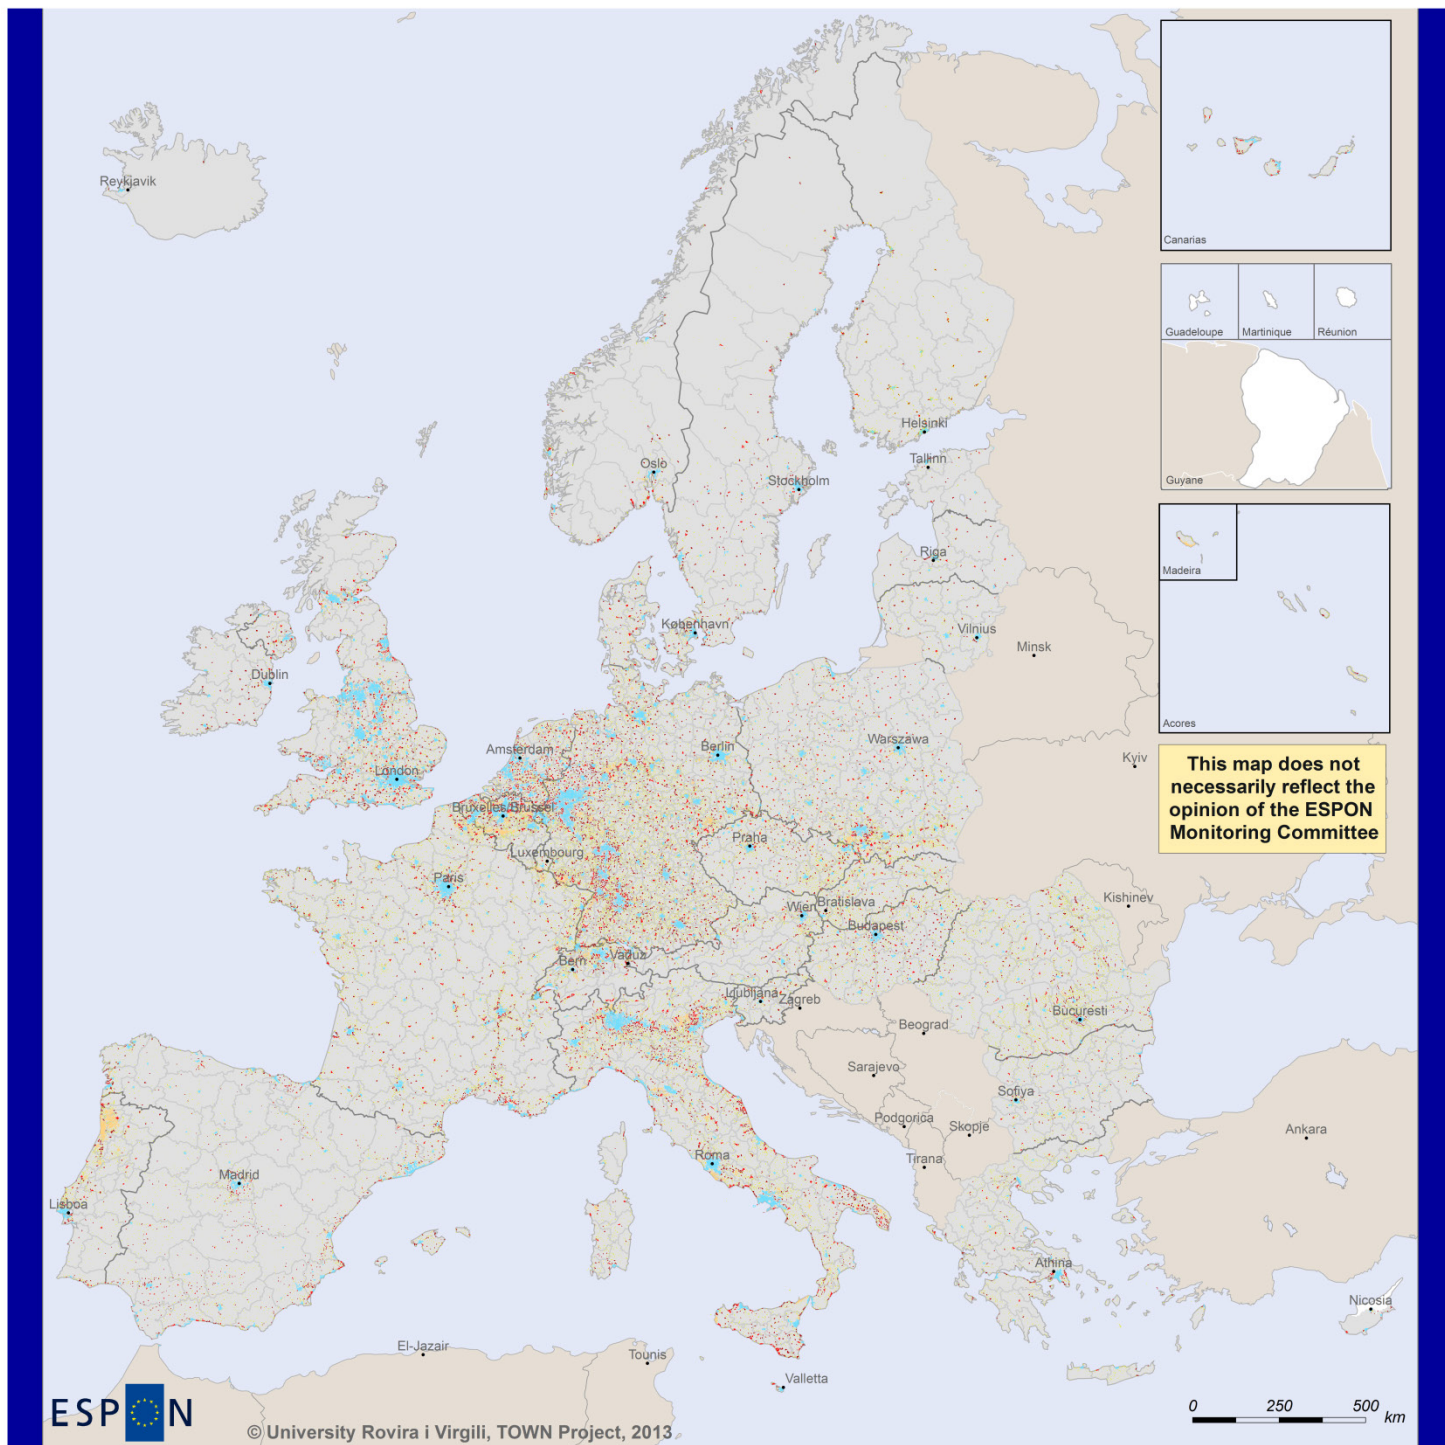 Canarias
Reykjavik
Guadeloupe
Martinique
Réunion
Guyane
Helsinki
Tallinn
Oslo
Stockholm
Riga
Madeira
Acores
København
Vilnius
Minsk
Dublin
Amsterdam
Berlin
Warszawa
Kyiv
London
Bruxelles/Brussel
This map does not
necessarily reflect the
opinion of the ESPON
Monitoring Committee
Praha
Luxembourg
Paris
Wien
Bratislava
Budapest
Kishinev
Bern
Vaduz
Ljubljana
Zagreb
Bucuresti
Beograd
Sarajevo
Sofiya
Podgorica
Skopje
Ankara
Tirana
Roma
Madrid
Lisboa
Athina
Nicosia
El-Jazair
Tounis
Valletta
ESPON
© University Rovira i Virgili, TOWN Project, 2013
0 250 500
km